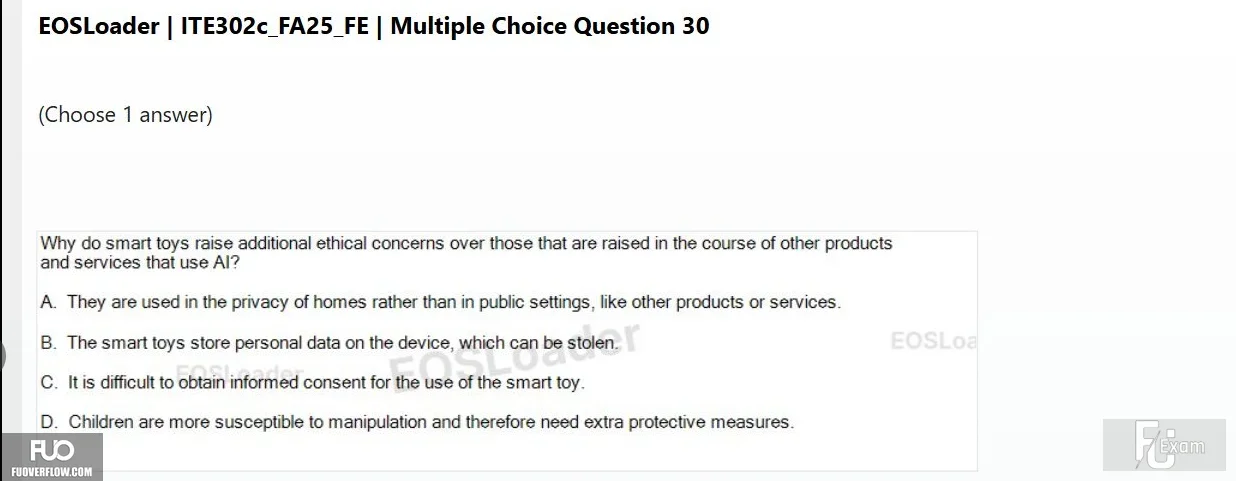 EOSLoader | ITE302c_FA25_FE | Multiple Choice Question 30
(Choose 1 answer)
Why do smart toys raise additional ethical concerns over those that are raised in the course of other products
and services that use AI?
A. They are used in the privacy of homes rather than in public settings, like other products or services.
B. The smart toys store personal data on the device, which can be stolen.
EOSLoader
EOSLoa
C. It is difficult to obtain informed consent for the use of the smart toy.
EOSLoader
D. Children are more susceptible to manipulation and therefore need extra protective measures.
FUO
FUOVERFLOW.COM
Exam